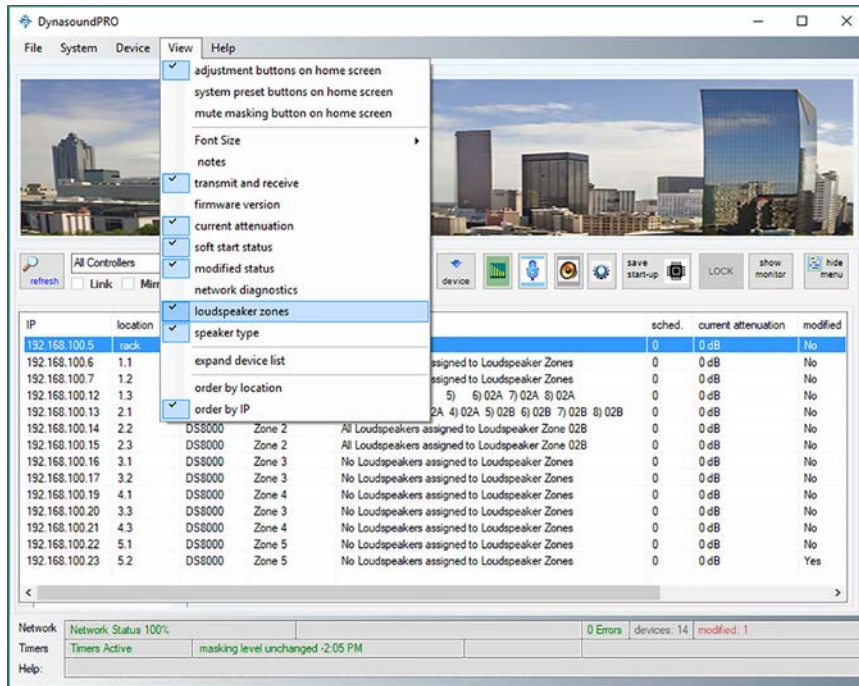 DynasoundPRO
File System Device View Help
adjustment buttons on home screen
system preset buttons on home screen
mute masking button on home screen
Font Size
notes
transmit and receive
firmware version
current attenuation
soft start status
modified status
network diagnostics
loudspeaker zones
speaker type
expand device list
order by location
order by IP
refresh All Controllers device save start-up LOCK show monitor hide menu
Link
IP location sched. current attenuation modified
192.168.100.5 rack 0 0 dB No
192.168.100.6 1.1 assigned to Loudspeaker Zones 0 0 dB No
192.168.100.7 1.2 assigned to Loudspeaker Zones 0 0 dB No
192.168.100.12 1.3 5) 6) 02A 7) 02A 8) 02A 0 0 dB No
192.168.100.13 2.1 4) 02A 5) 02B 6) 02B 7) 02B 8) 02B 0 0 dB No
192.168.100.14 2.2 DS8000 Zone 2 All Loudspeakers assigned to Loudspeaker Zone 02B 0 0 dB No
192.168.100.15 2.3 DS8000 Zone 2 All Loudspeakers assigned to Loudspeaker Zone 02B 0 0 dB No
192.168.100.16 3.1 DS8000 Zone 3 No Loudspeakers assigned to Loudspeaker Zones 0 0 dB No
192.168.100.17 3.2 DS8000 Zone 3 No Loudspeakers assigned to Loudspeaker Zones 0 0 dB No
192.168.100.19 4.1 DS8000 Zone 4 No Loudspeakers assigned to Loudspeaker Zones 0 0 dB No
192.168.100.20 3.3 DS8000 Zone 3 No Loudspeakers assigned to Loudspeaker Zones 0 0 dB No
192.168.100.21 4.3 DS8000 Zone 4 No Loudspeakers assigned to Loudspeaker Zones 0 0 dB No
192.168.100.22 5.1 DS8000 Zone 5 No Loudspeakers assigned to Loudspeaker Zones 0 0 dB No
192.168.100.23 5.2 DS8000 Zone 5 No Loudspeakers assigned to Loudspeaker Zones 0 0 dB Yes
Network Network Status 100% 0 Errors devices: 14 modified: 1
Timers Timers Active masking level unchanged -2:05 PM
Help: